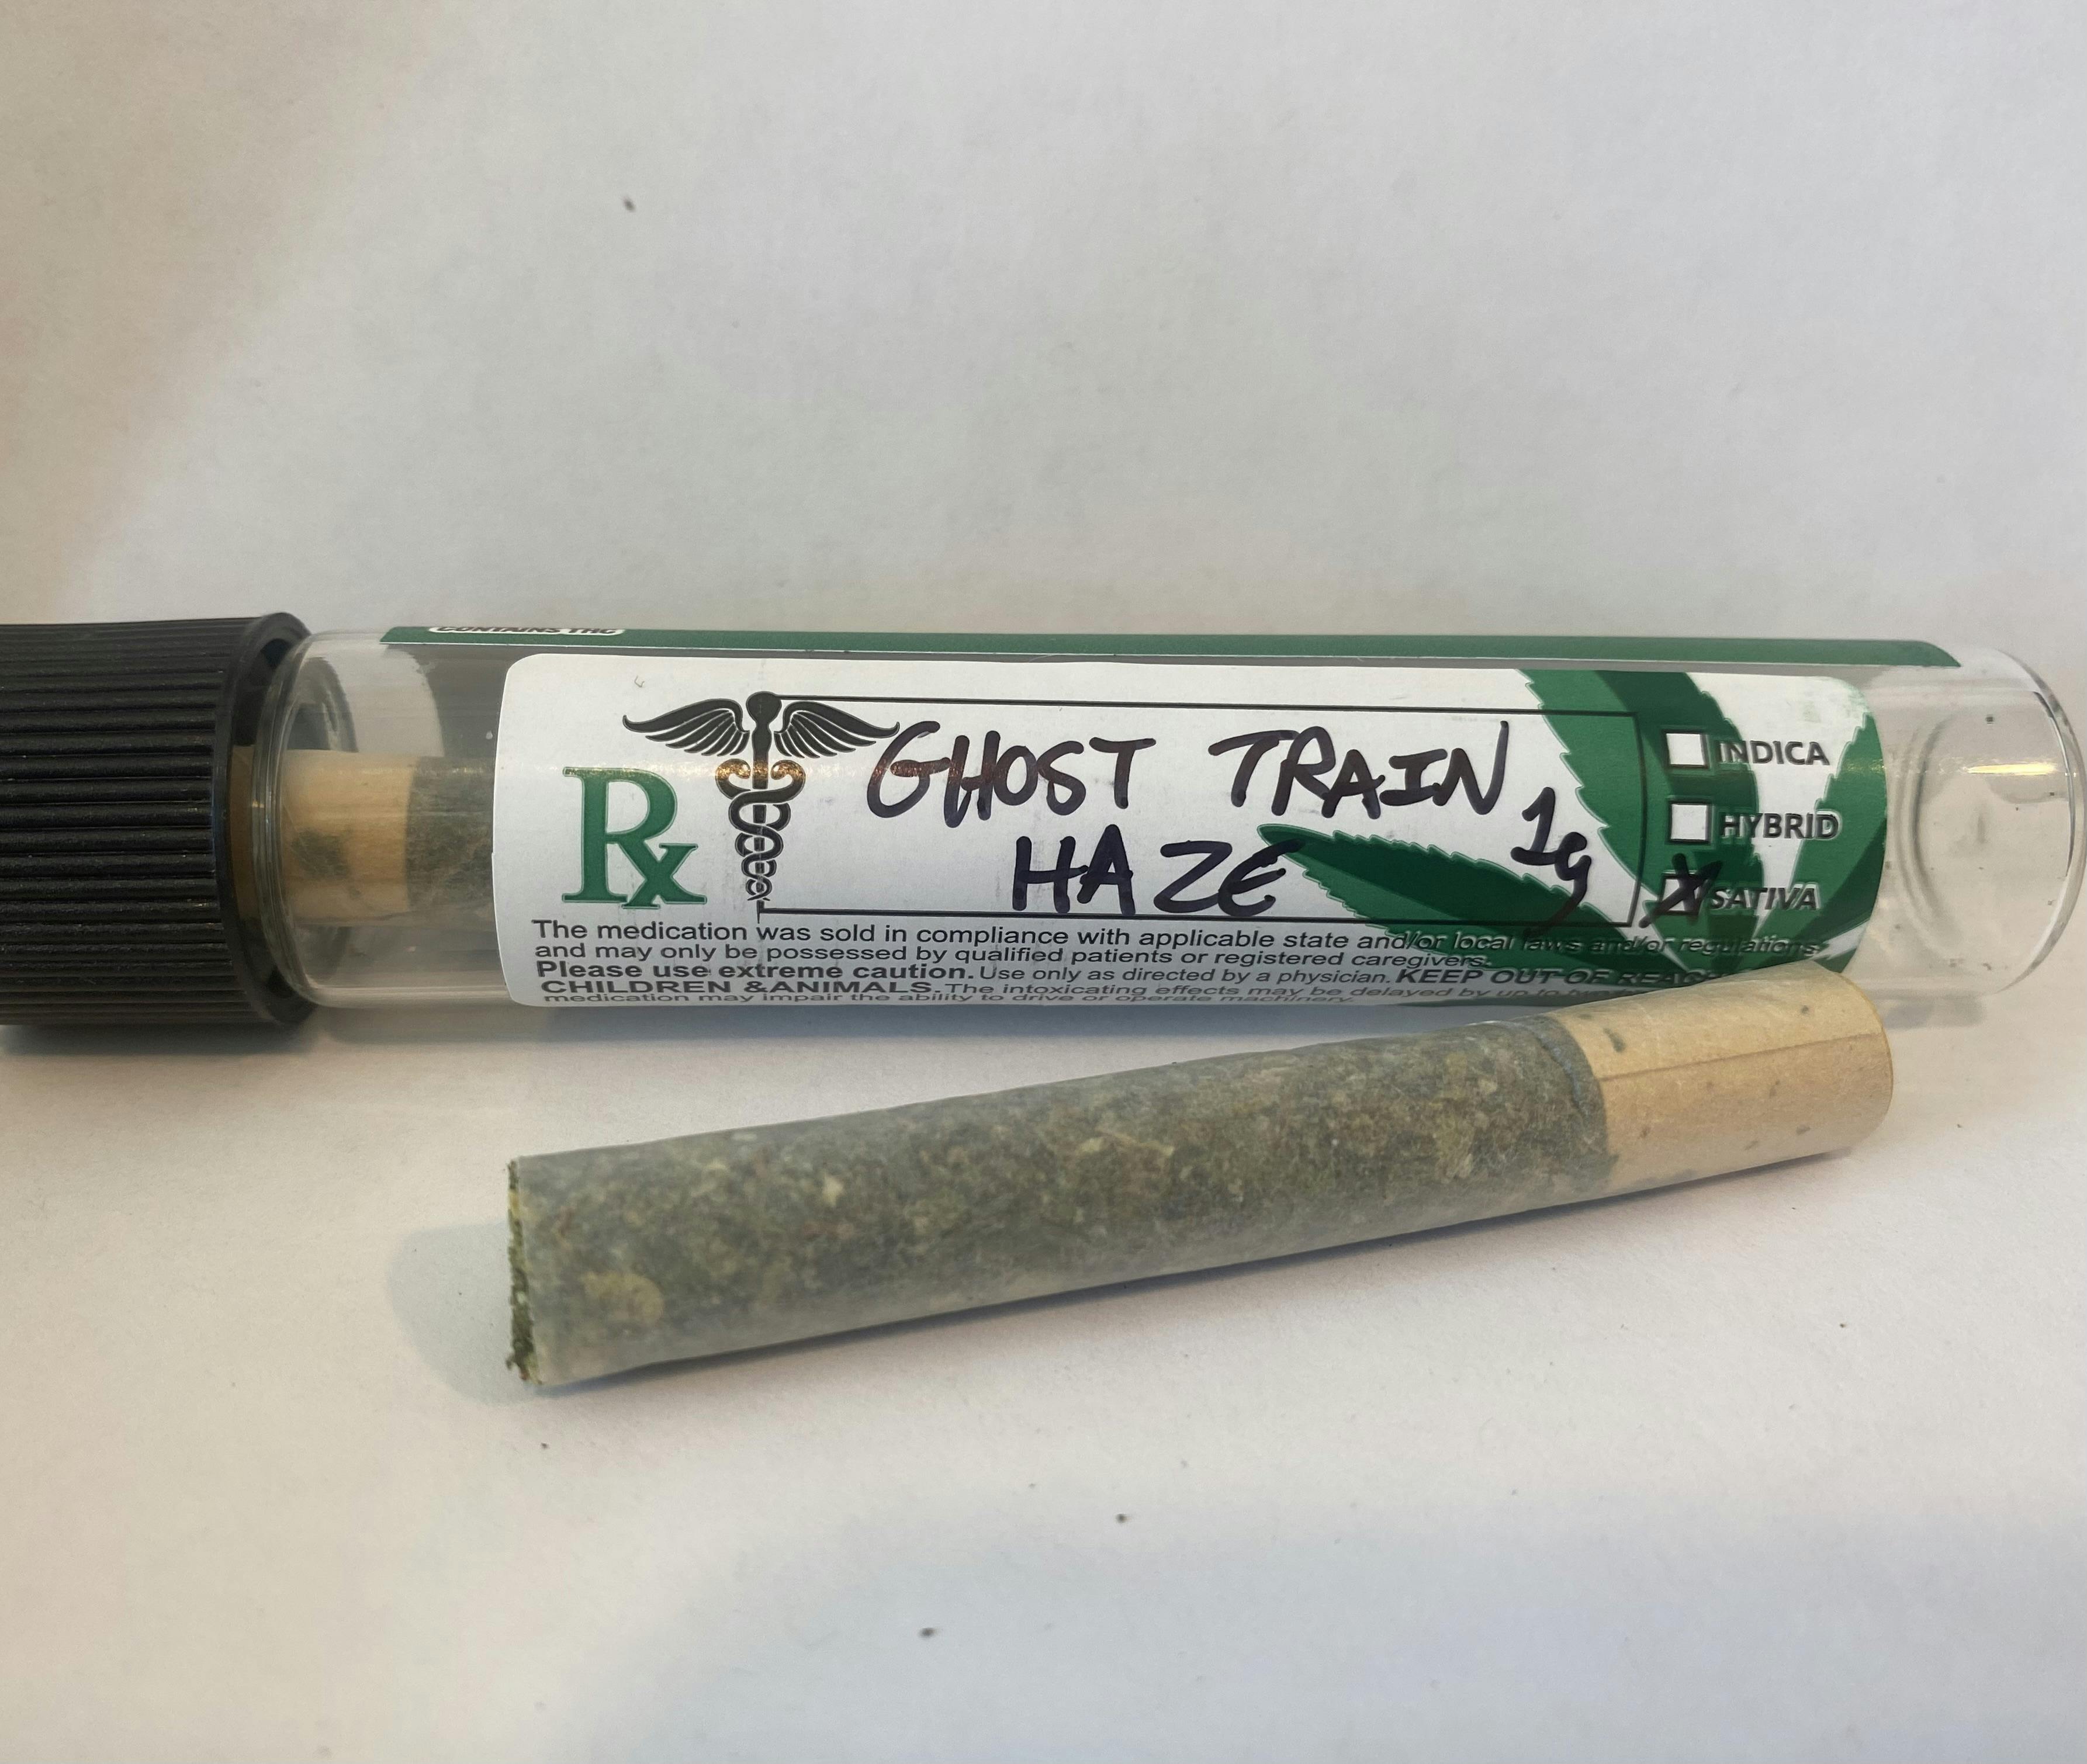 CONTAINS THC
Rx
GHOST TRAIN
HAZE
1g
INDICA
HYBRID
SATIVA
The medication was sold in compliance with applicable state and/or local laws and/or regulations
and may only be possessed by qualified patients or registered caregivers.
Please use extreme caution. Use only as directed by a physician. KEEP OUT OF REACH
CHILDREN &ANIMALS. The intoxicating effects may be delayed by up to
medication may impair the ability to drive or operate machinery.